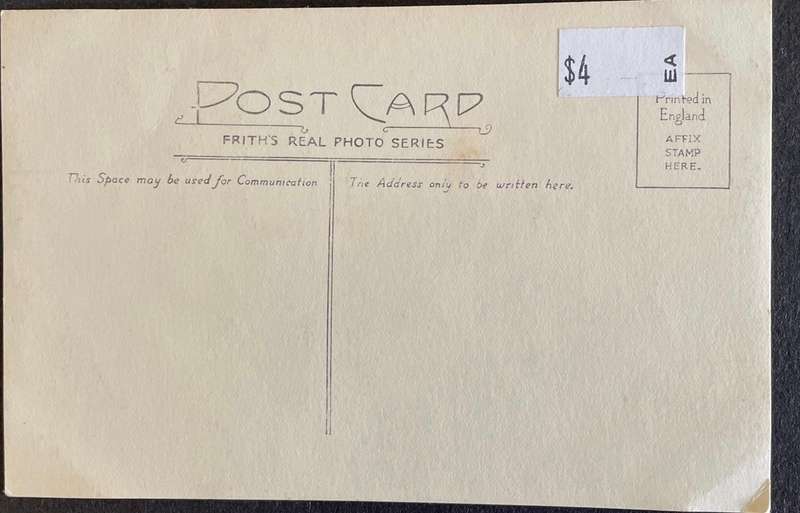 $4
EA
POST CARD
FRITH'S REAL PHOTO SERIES
This Space may be used for Communication
The Address only to be written here.
Printed in
England
AFFIX
STAMP
HERE.